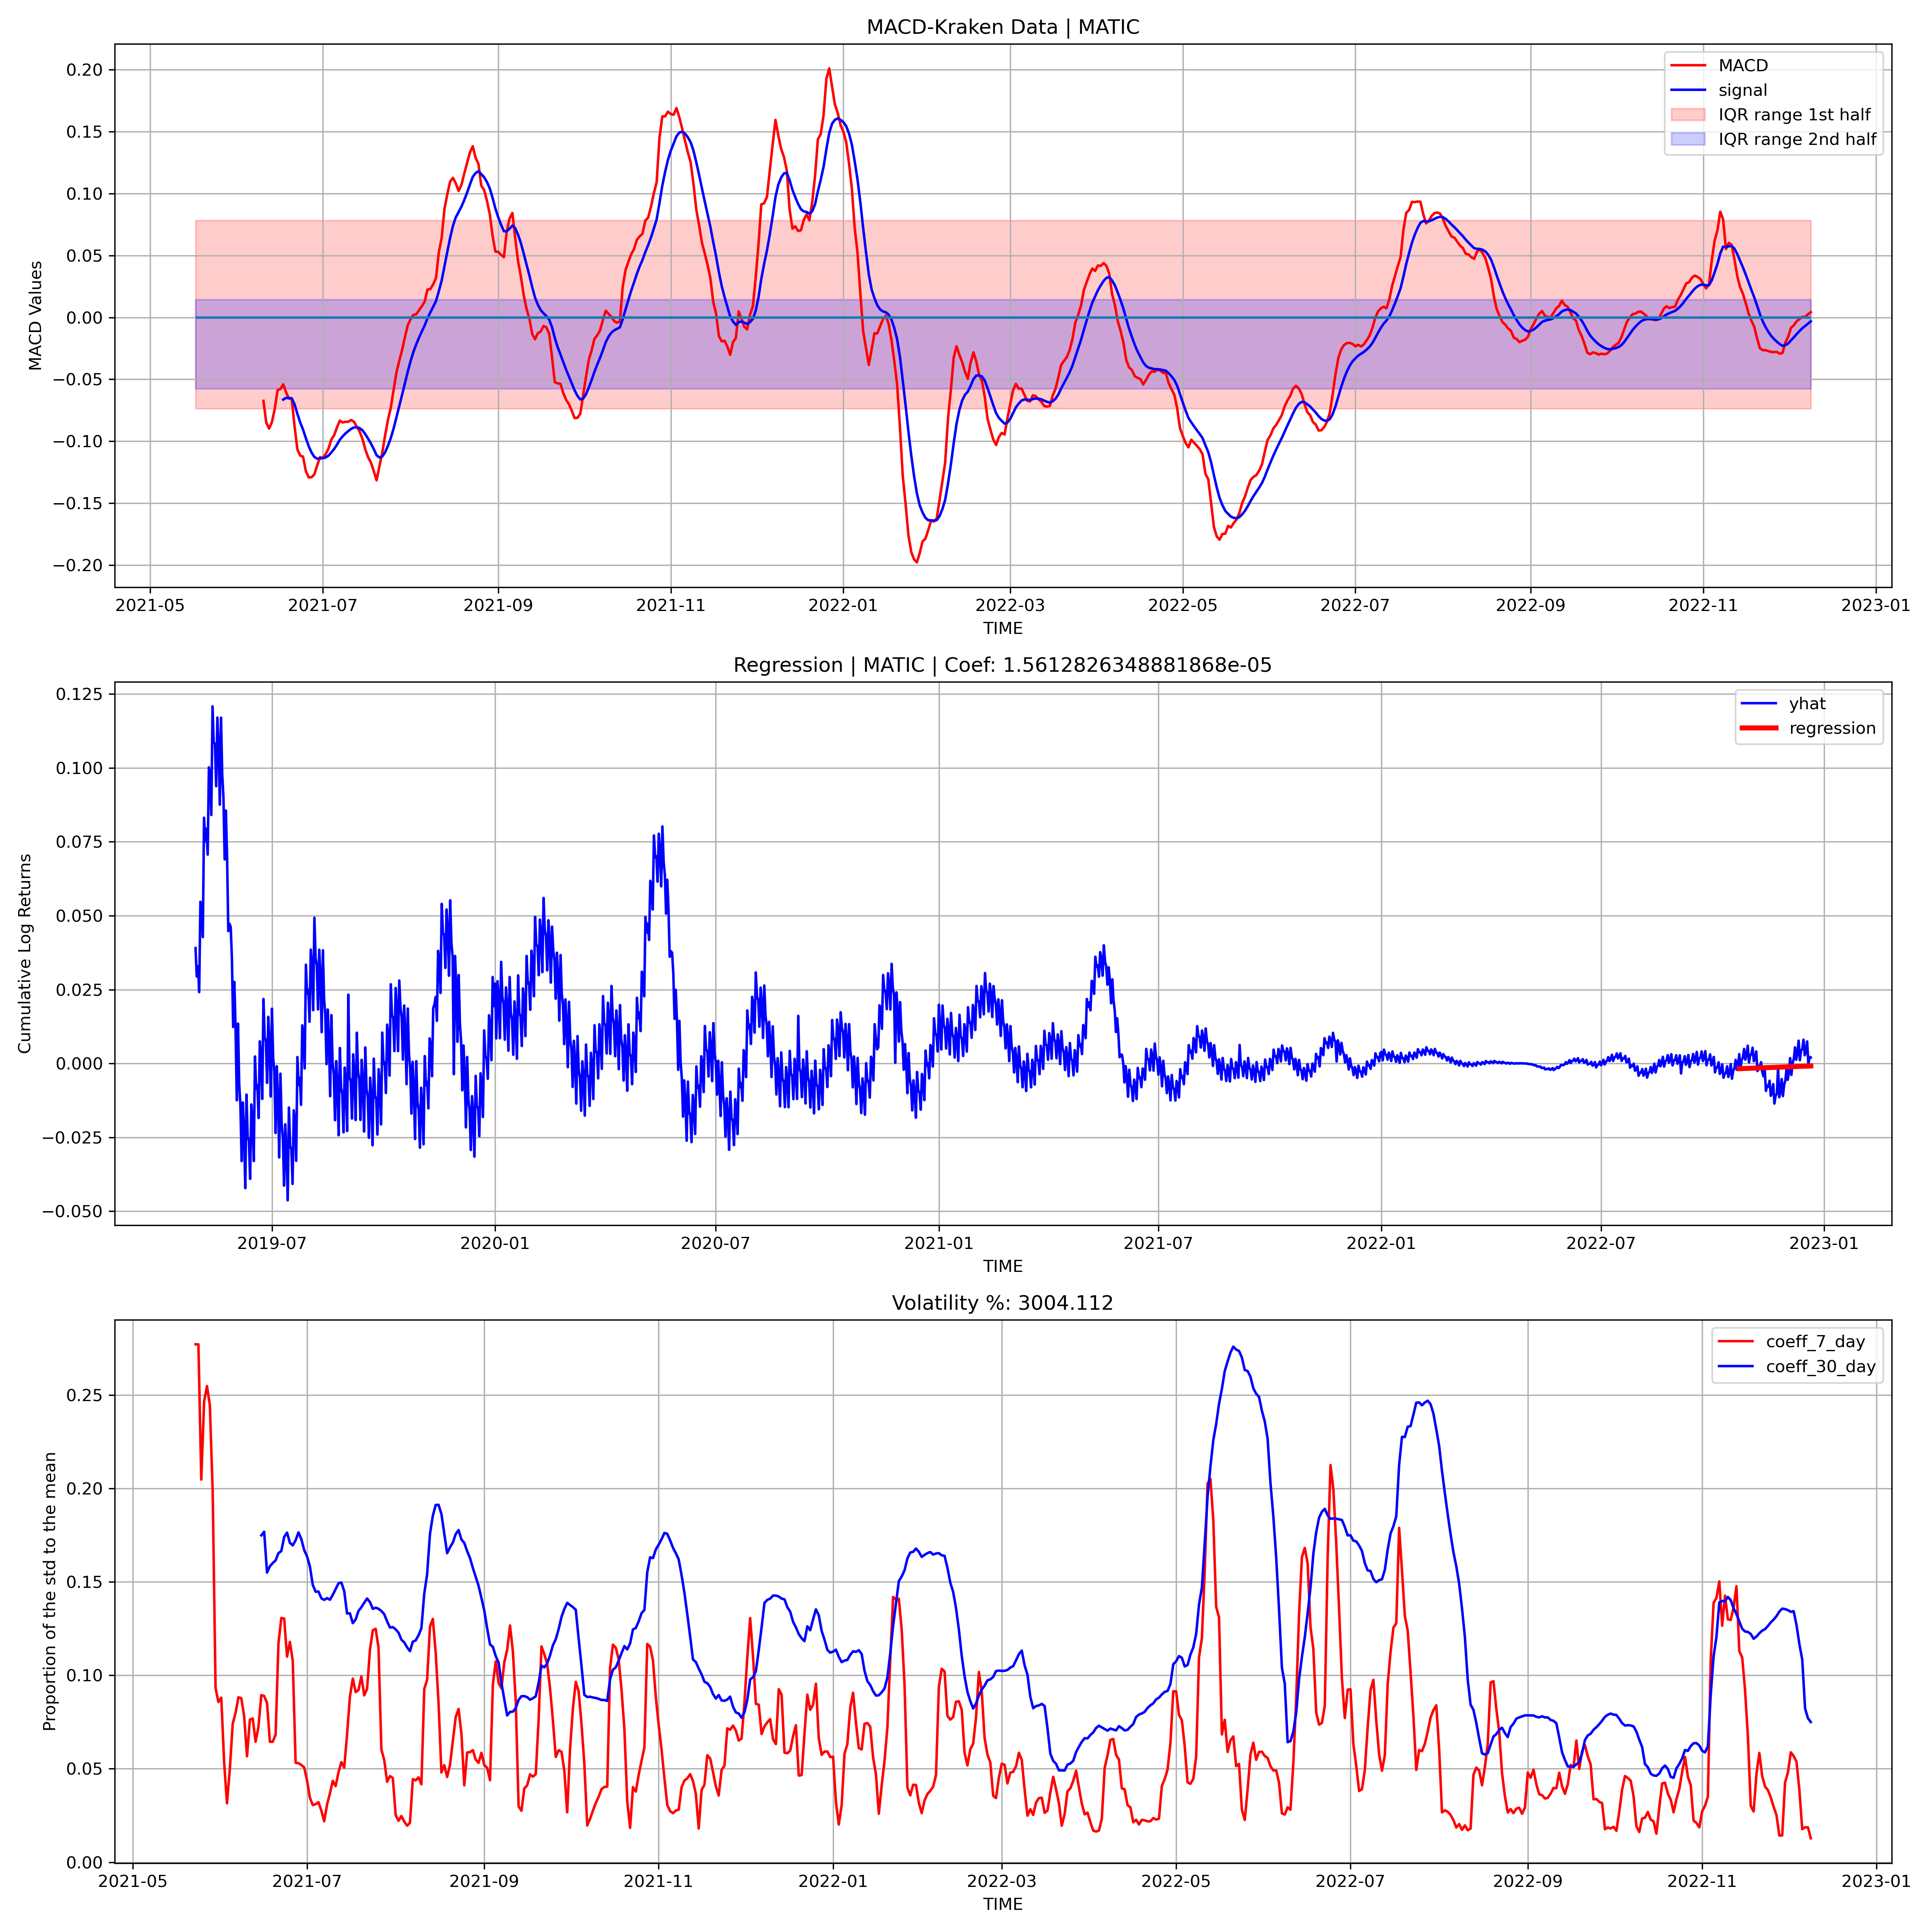 MACD-Kraken Data | MATIC
MACD Values
0.20
0.15
0.10
0.05
0.00
−0.05
−0.10
−0.15
−0.20
MACD
signal
IQR range 1st half
IQR range 2nd half
2021-05 2021-07 2021-09 2021-11 2022-01 2022-03 2022-05 2022-07 2022-09 2022-11 2023-01
TIME
Regression | MATIC | Coef: 1.5612826348881868e-05
Cumulative Log Returns
0.125
0.100
0.075
0.050
0.025
0.000
−0.025
−0.050
yhat
regression
2019-07 2020-01 2020-07 2021-01 2021-07 2022-01 2022-07 2023-01
TIME
Volatility %: 3004.112
Proportion of the std to the mean
0.25
0.20
0.15
0.10
0.05
0.00
coeff_7_day
coeff_30_day
2021-05 2021-07 2021-09 2021-11 2022-01 2022-03 2022-05 2022-07 2022-09 2022-11 2023-01
TIME